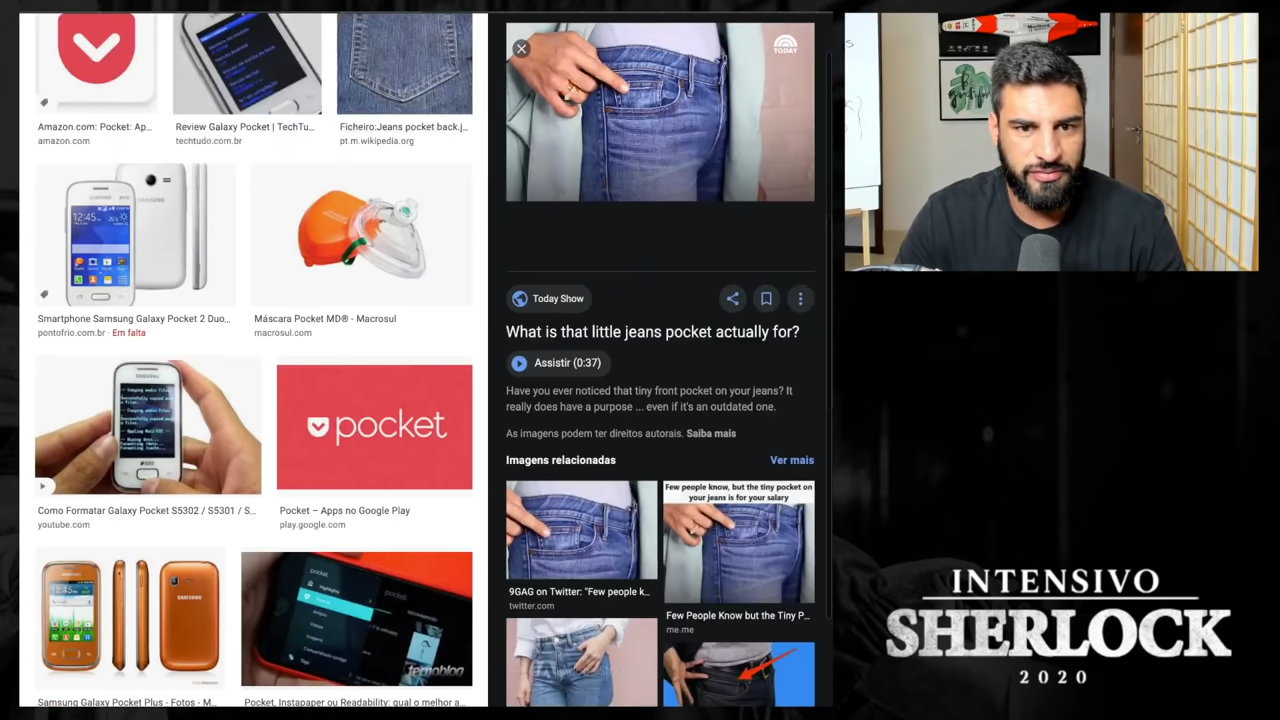 Amazon.com: Pocket: Ap...
amazon.com
Review Galaxy Pocket | TechTu...
techtudo.com.br
Ficheiro:Jeans pocket back.j...
pt.m.wikipedia.org
Smartphone Samsung Galaxy Pocket 2 Duo...
pontofrio.com.br · Em falta
Máscara Pocket MD® - Macrosul
macrosul.com
pocket
Como Formatar Galaxy Pocket S5302 / S5301 / S...
youtube.com
Pocket – Apps no Google Play
play.google.com
SAMSUNG
pocket
temoblog
Samsung Galaxy Pocket Plus - Fotos - M...
Pocket, Instapaper ou Readability: qual o melhor a...
TODAY
Today Show
What is that little jeans pocket actually for?
Assistir (0:37)
Have you ever noticed that tiny front pocket on your jeans? It
really does have a purpose ... even if it's an outdated one.
As imagens podem ter direitos autorais. Saiba mais
Imagens relacionadas
Ver mais
Few people know, but the tiny pocket on
your jeans is for your salary
9GAG on Twitter: "Few people k...
twitter.com
Few People Know but the Tiny P...
me.me
INTENSIVO
SHERLOCK
2020